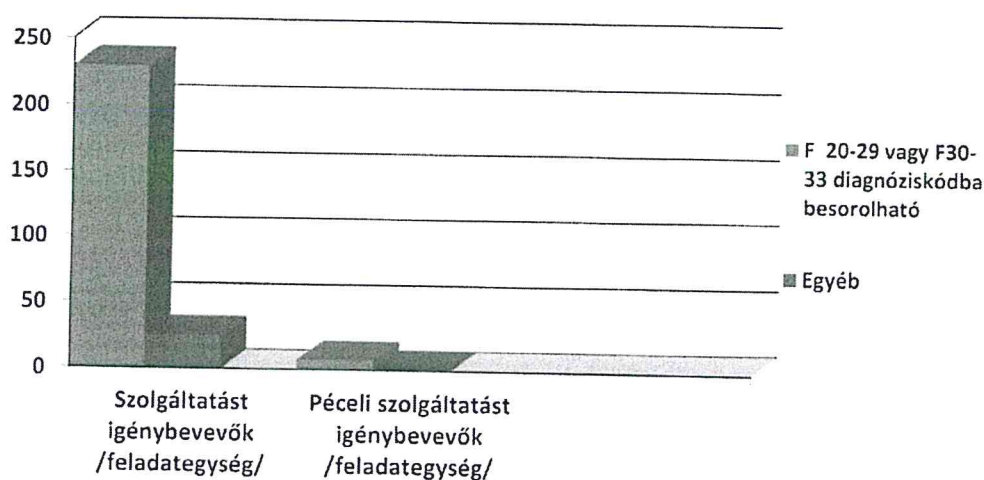 250
200
150
100
50
0
Szolgáltatást
igénybevevők
/feladategység/
Péceli szolgáltatást
igénybevevők
/feladategység/
F 20-29 vagy F30-
33 diagnóziskódba
besorolható
Egyéb